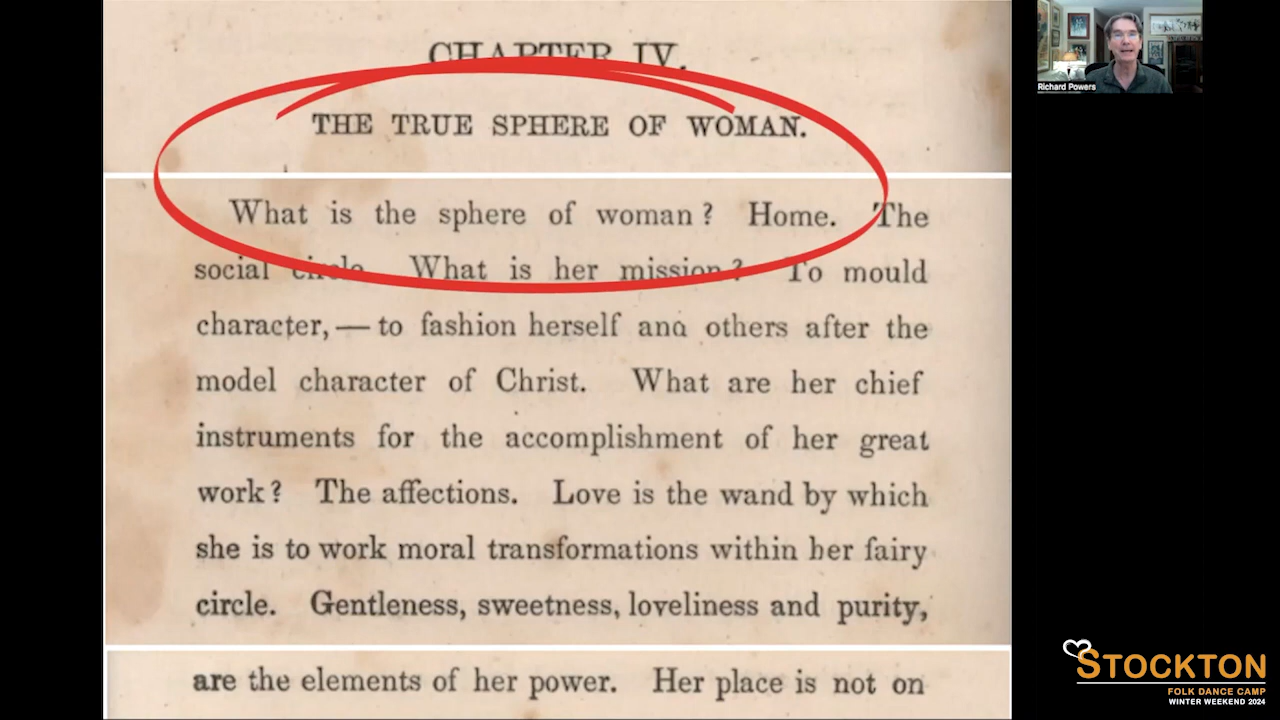 CHAPTER IV.
THE TRUE SPHERE OF WOMAN.
What is the sphere of woman? Home. The
social circle. What is her mission? To mould
character,—to fashion herself and others after the
model character of Christ. What are her chief
instruments for the accomplishment of her great
work? The affections. Love is the wand by which
she is to work moral transformations within her fairy
circle. Gentleness, sweetness, loveliness and purity,
are the elements of her power. Her place is not on
Richard Powers
STOCKTON
FOLK DANCE CAMP
WINTER WEEKEND 2024